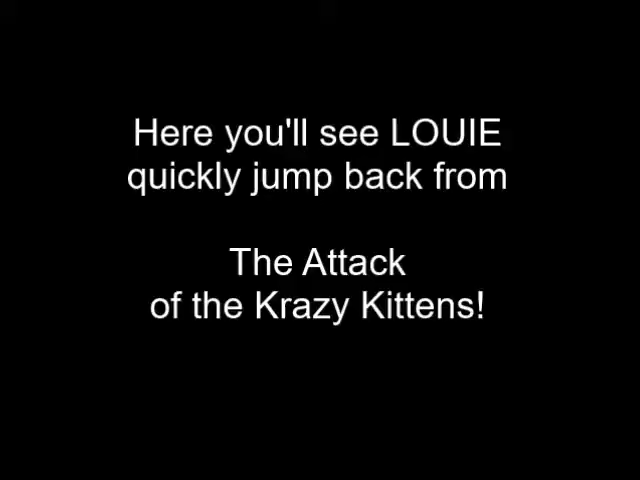 Here you'll see LOUIE
quickly jump back from
The Attack
of the Krazy Kittens!